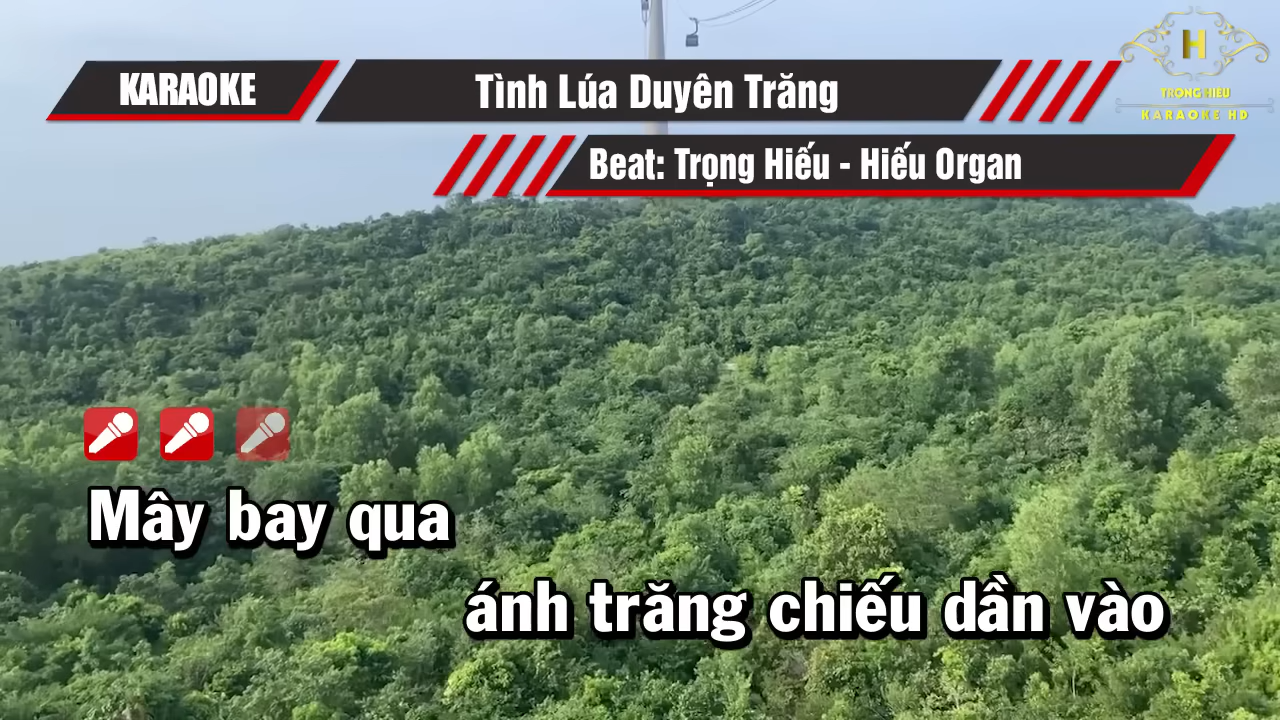 KARAOKE
Tình Lúa Duyên Trăng
H
TRONG HIEU
KARAOKE HD
Beat: Trọng Hiếu - Hiếu Organ
Mây bay qua
ánh trăng chiếu dần vào